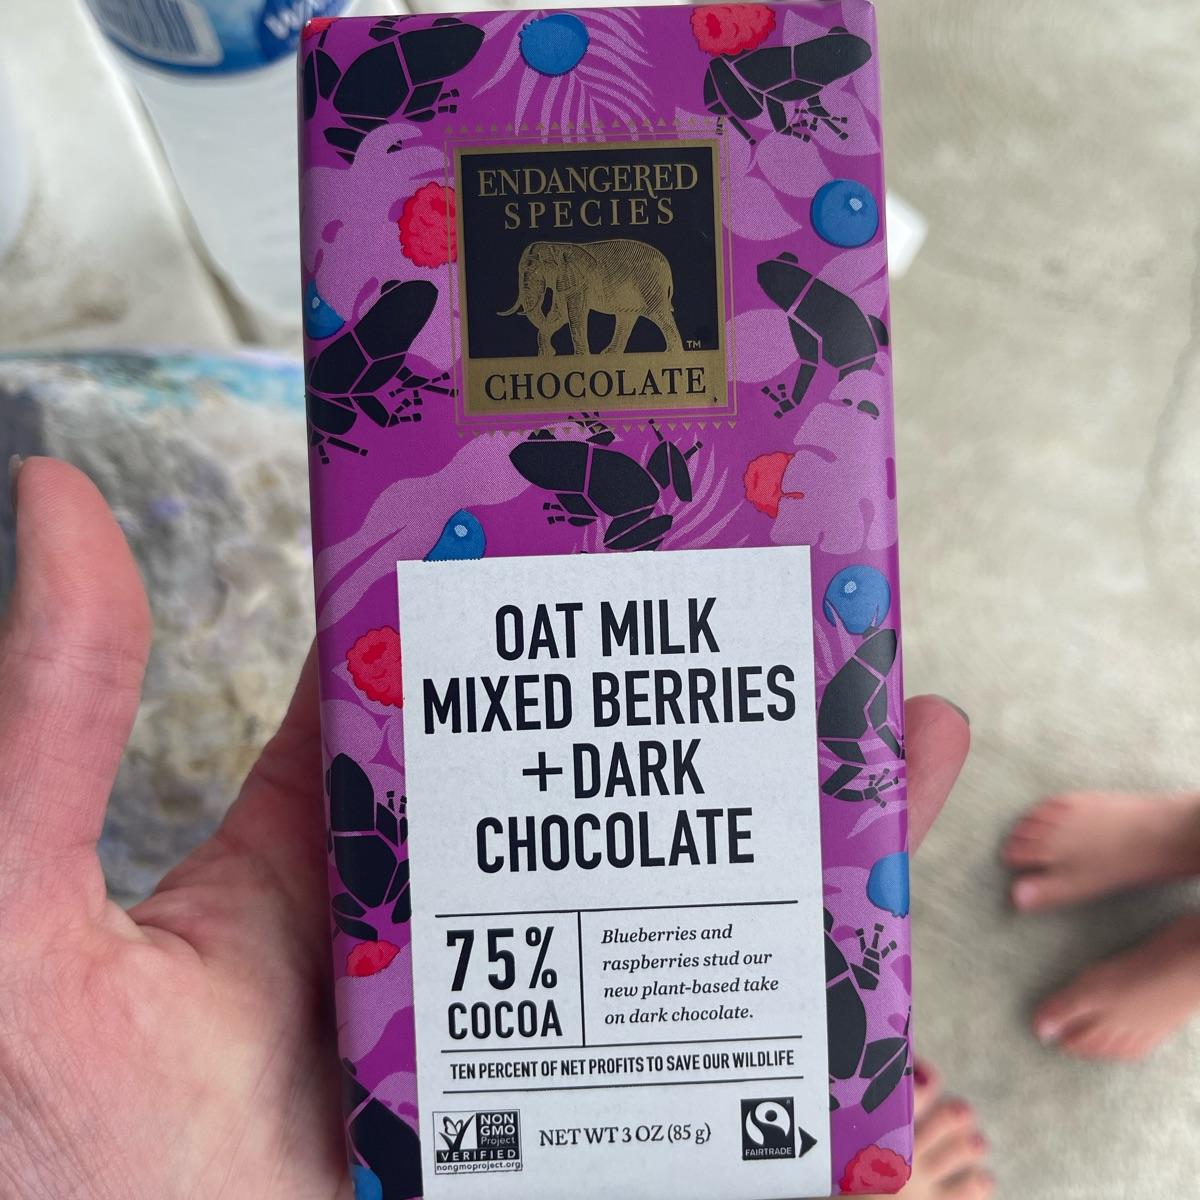 ENDANGERED
SPECIES
TM
CHOCOLATE
OAT MILK
MIXED BERRIES
+DARK
CHOCOLATE
75%
COCOA
Blueberries and
raspberries stud our
new plant-based take
on dark chocolate.
TEN PERCENT OF NET PROFITS TO SAVE OUR WILDLIFE
NON
GMO
Project
VERIFIED
nongmoproject.org
NET WT 3 OZ (85 g)
FAIRTRADE